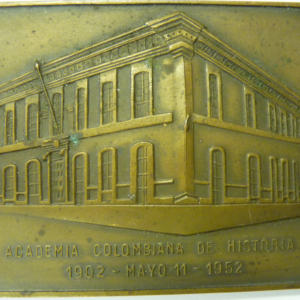 ACADEMIA COLOMBIANA DE HISTORIA
1902 - MAYO 11 - 1952